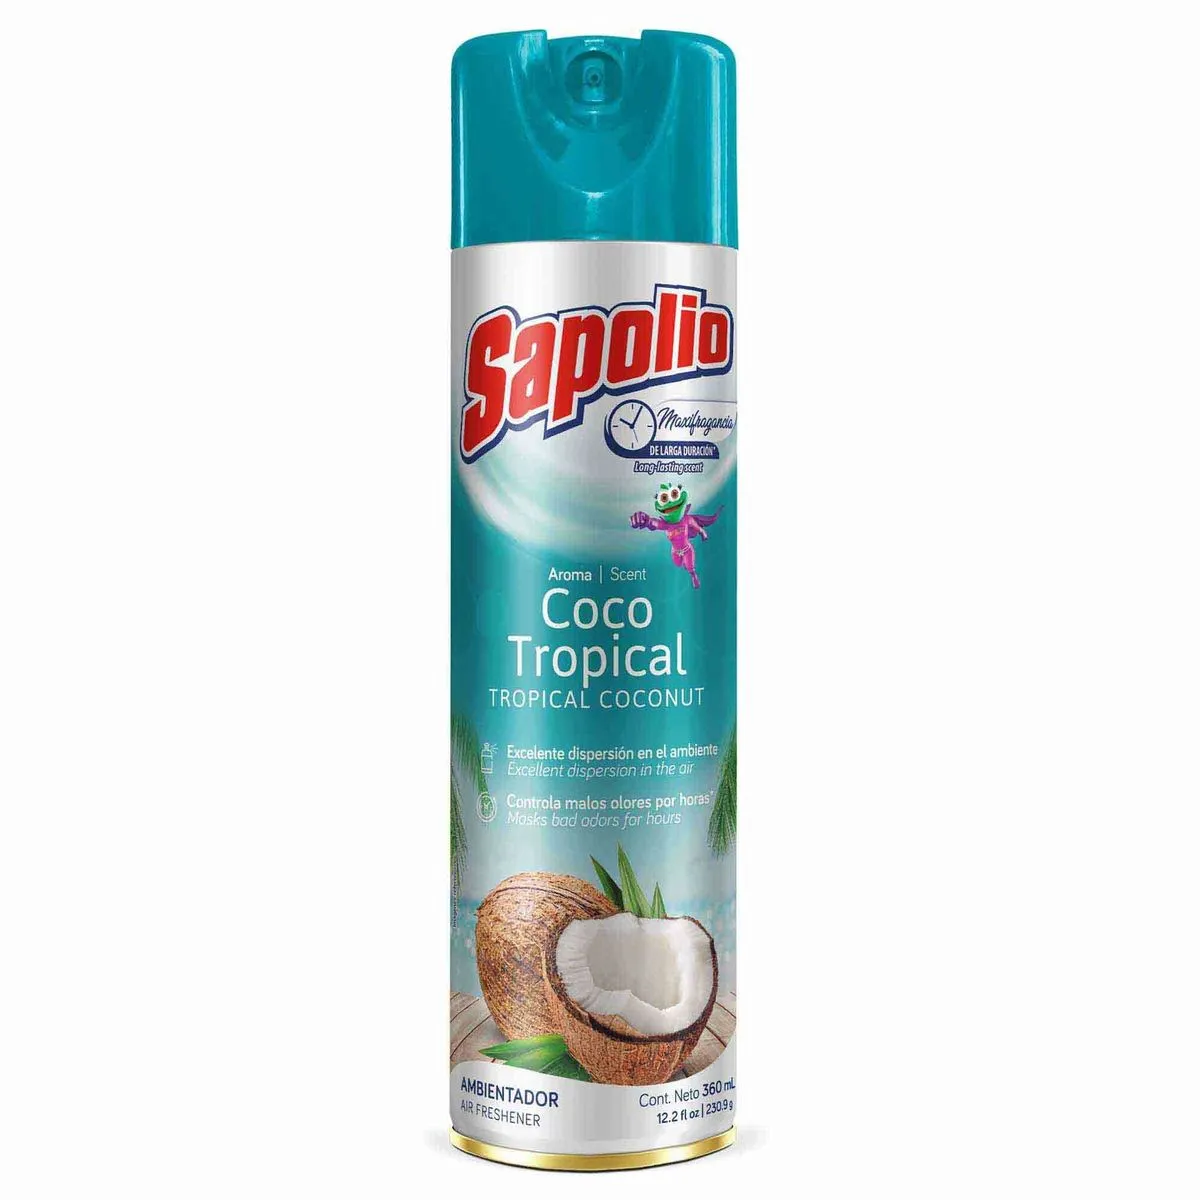 Sapolio
Maxifragancia
DE LARGA DURACIÓN*
Long-lasting scent
Aroma | Scent
Coco
Tropical
TROPICAL COCONUT
Excelente dispersión en el ambiente
Excellent dispersion in the air
Controla malos olores por horas*
Masks bad odors for hours
AMBIENTADOR
AIR FRESHENER
Cont. Neto 360 mL
12.2 fl oz | 230.9 g